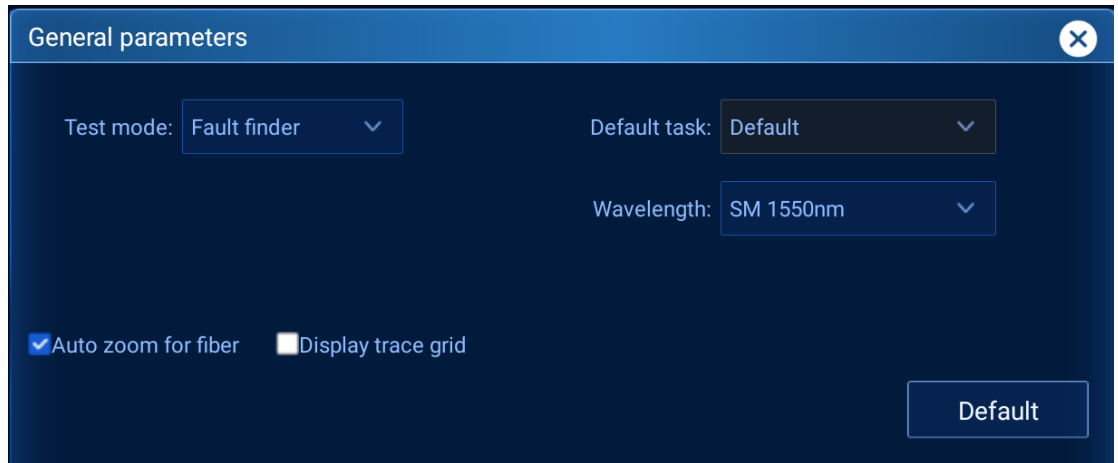 General parameters
Test mode: Fault finder
Default task: Default
Wavelength: SM 1550nm
Auto zoom for fiber
Display trace grid
Default